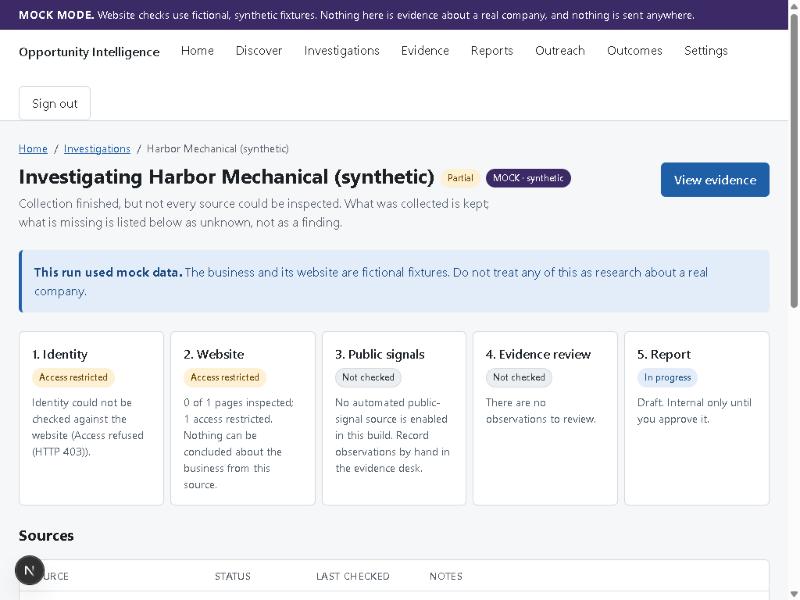 MOCK MODE. Website checks use fictional, synthetic fixtures. Nothing here is evidence about a real company, and nothing is sent anywhere.
Opportunity Intelligence Home Discover Investigations Evidence Reports Outreach Outcomes Settings
Sign out
Home / Investigations / Harbor Mechanical (synthetic)
Investigating Harbor Mechanical (synthetic) Partial MOCK · synthetic
View evidence
Collection finished, but not every source could be inspected. What was collected is kept;
what is missing is listed below as unknown, not as a finding.
This run used mock data. The business and its website are fictional fixtures. Do not treat any of this as research about a real
company.
1. Identity
Access restricted
Identity could not be
checked against the
website (Access refused
(HTTP 403)).
2. Website
Access restricted
0 of 1 pages inspected;
1 access restricted.
Nothing can be
concluded about the
business from this
source.
3. Public signals
Not checked
No automated public-
signal source is enabled
in this build. Record
observations by hand in
the evidence desk.
4. Evidence review
Not checked
There are no
observations to review.
5. Report
In progress
Draft. Internal only until
you approve it.
Sources
N
URCE STATUS LAST CHECKED NOTES